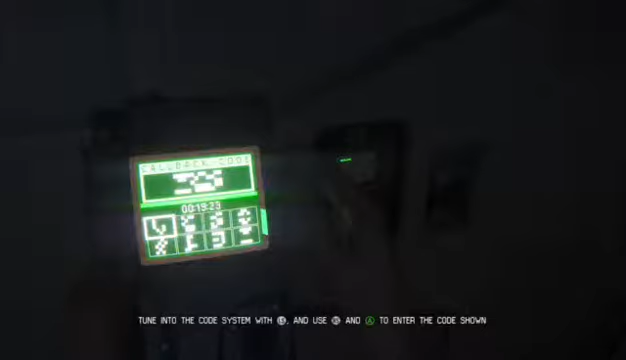 CALLBACK CODE
00:19:23
TUNE INTO THE CODE SYSTEM WITH LS, AND USE AND A TO ENTER THE CODE SHOWN